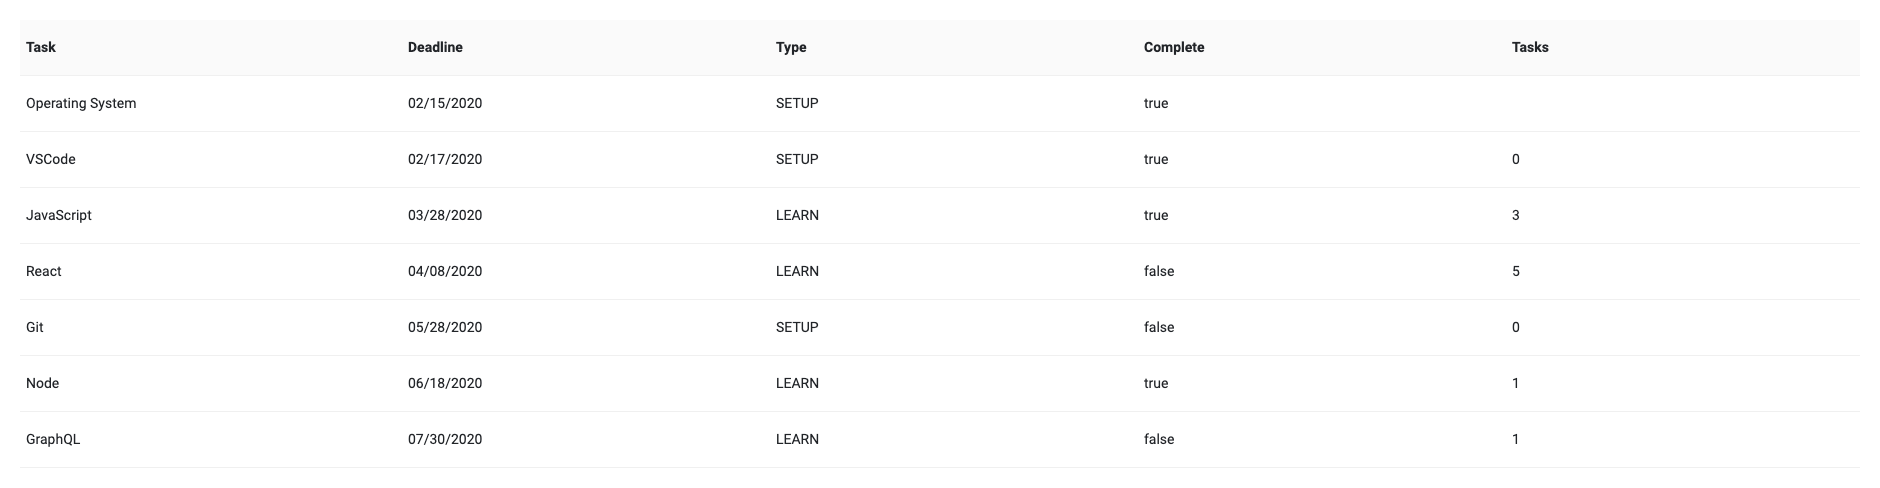 Task Deadline Type Complete Tasks
Operating System 02/15/2020 SETUP true
VSCode 02/17/2020 SETUP true 0
JavaScript 03/28/2020 LEARN true 3
React 04/08/2020 LEARN false 5
Git 05/28/2020 SETUP false 0
Node 06/18/2020 LEARN true 1
GraphQL 07/30/2020 LEARN false 1